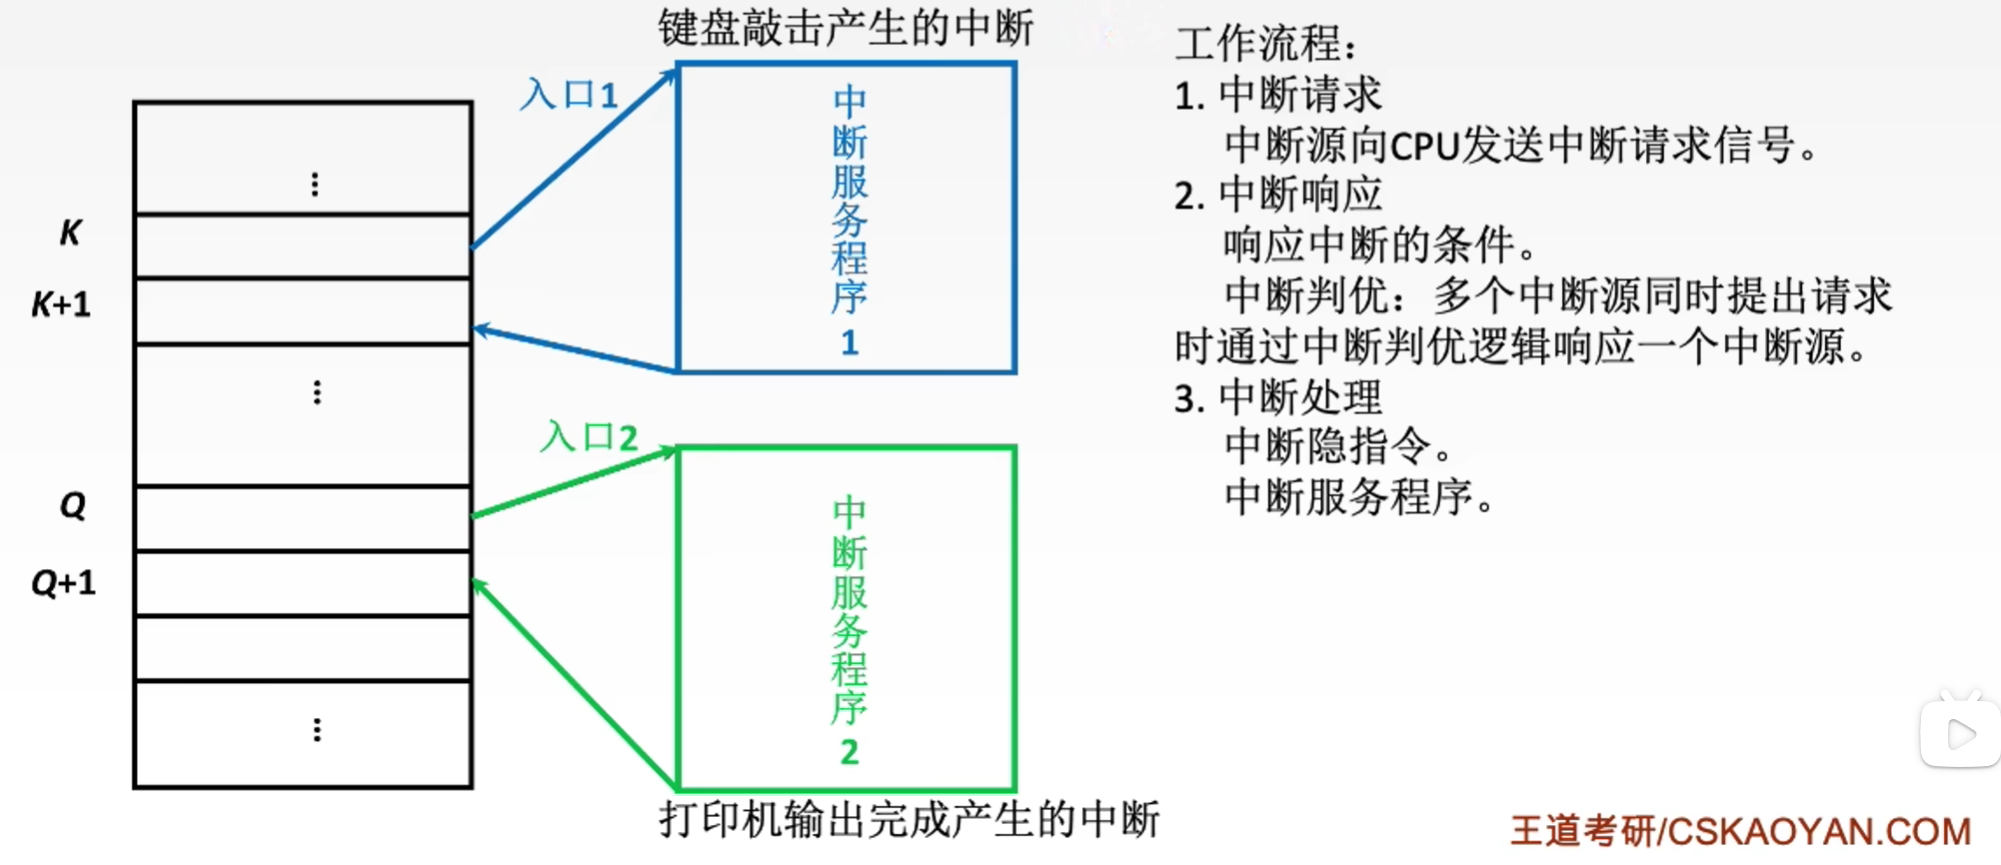 键盘敲击产生的中断
入口1
中断服务程序1
K
K+1
入口2
Q
Q+1
中断服务程序2
打印机输出完成产生的中断
工作流程：
1. 中断请求
中断源向CPU发送中断请求信号。
2. 中断响应
响应中断的条件。
中断判优：多个中断源同时提出请求
时通过中断判优逻辑响应一个中断源。
3. 中断处理
中断隐指令。
中断服务程序。
王道考研/CSKAOYAN.COM